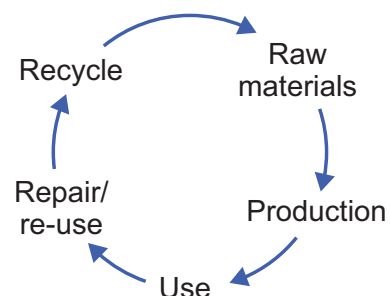 Recycle
Raw
materials
Repair/
re-use
Production
Use